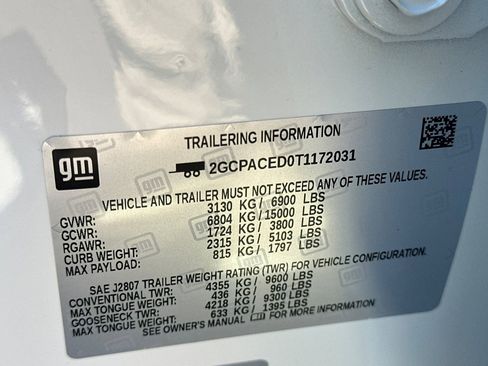 TRAILERING INFORMATION
gm
2GCPACED0T1172031
VEHICLE AND TRAILER MUST NOT EXCEED ANY OF THESE VALUES.
GVWR: 3130 KG / 6900 LBS
GCWR: 6804 KG / 15000 LBS
RGAWR: 1724 KG / 3800 LBS
CURB WEIGHT: 2315 KG / 5103 LBS
MAX PAYLOAD: 815 KG / 1797 LBS
SAE J2807 TRAILER WEIGHT RATING (TWR) FOR VEHICLE CONFIGURATION.
CONVENTIONAL TWR: 4355 KG / 9600 LBS
MAX TONGUE WEIGHT: 436 KG / 960 LBS
GOOSENECK TWR: 4218 KG / 9300 LBS
MAX TONGUE WEIGHT: 633 KG / 1395 LBS
SEE OWNER'S MANUAL FOR MORE INFORMATION.